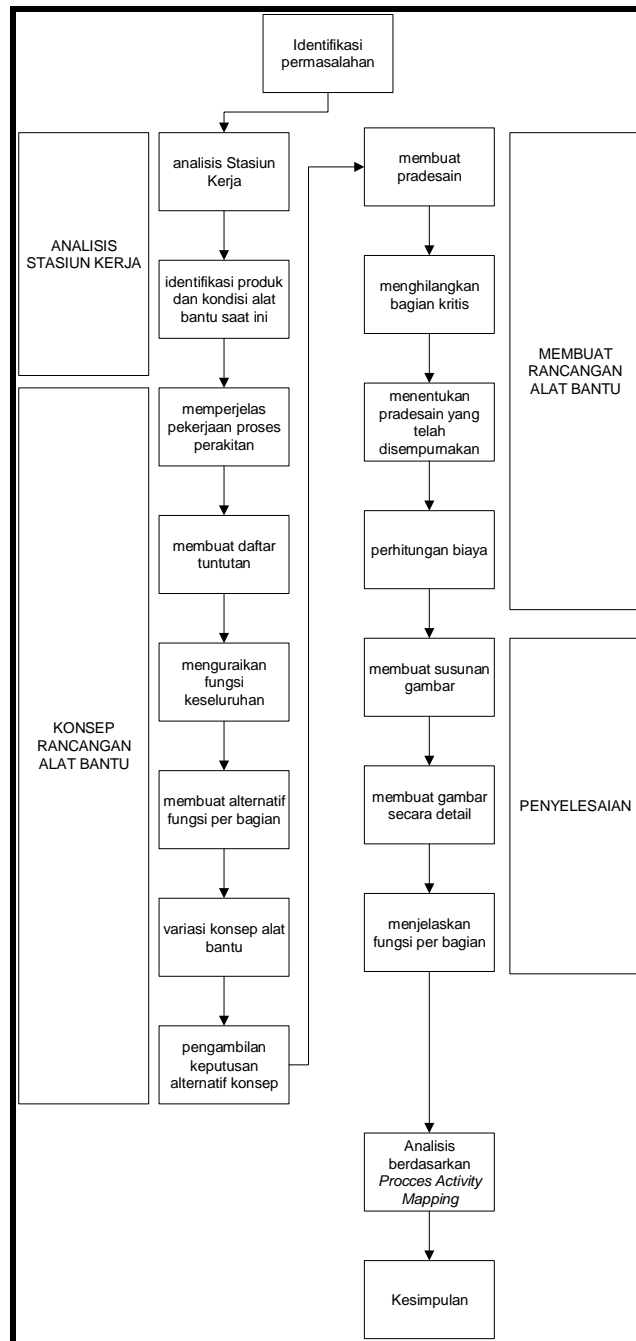 Identifikasi
permasalahan
ANALISIS
STASIUN KERJA
analisis Stasiun
Kerja
identifikasi produk
dan kondisi alat
bantu saat ini
KONSEP
RANCANGAN
ALAT BANTU
memperjelas
pekerjaan proses
perakitan
membuat daftar
tuntutan
menguraikan
fungsi
keseluruhan
membuat alternatif
fungsi per bagian
variasi konsep alat
bantu
pengambilan
keputusan
alternatif konsep
membuat
pradesain
menghilangkan
bagian kritis
menentukan
pradesain yang
telah
disempurnakan
perhitungan biaya
MEMBUAT
RANCANGAN
ALAT BANTU
membuat susunan
gambar
membuat gambar
secara detail
menjelaskan
fungsi per bagian
PENYELESAIAN
Analisis
berdasarkan
Procces Activity
Mapping
Kesimpulan